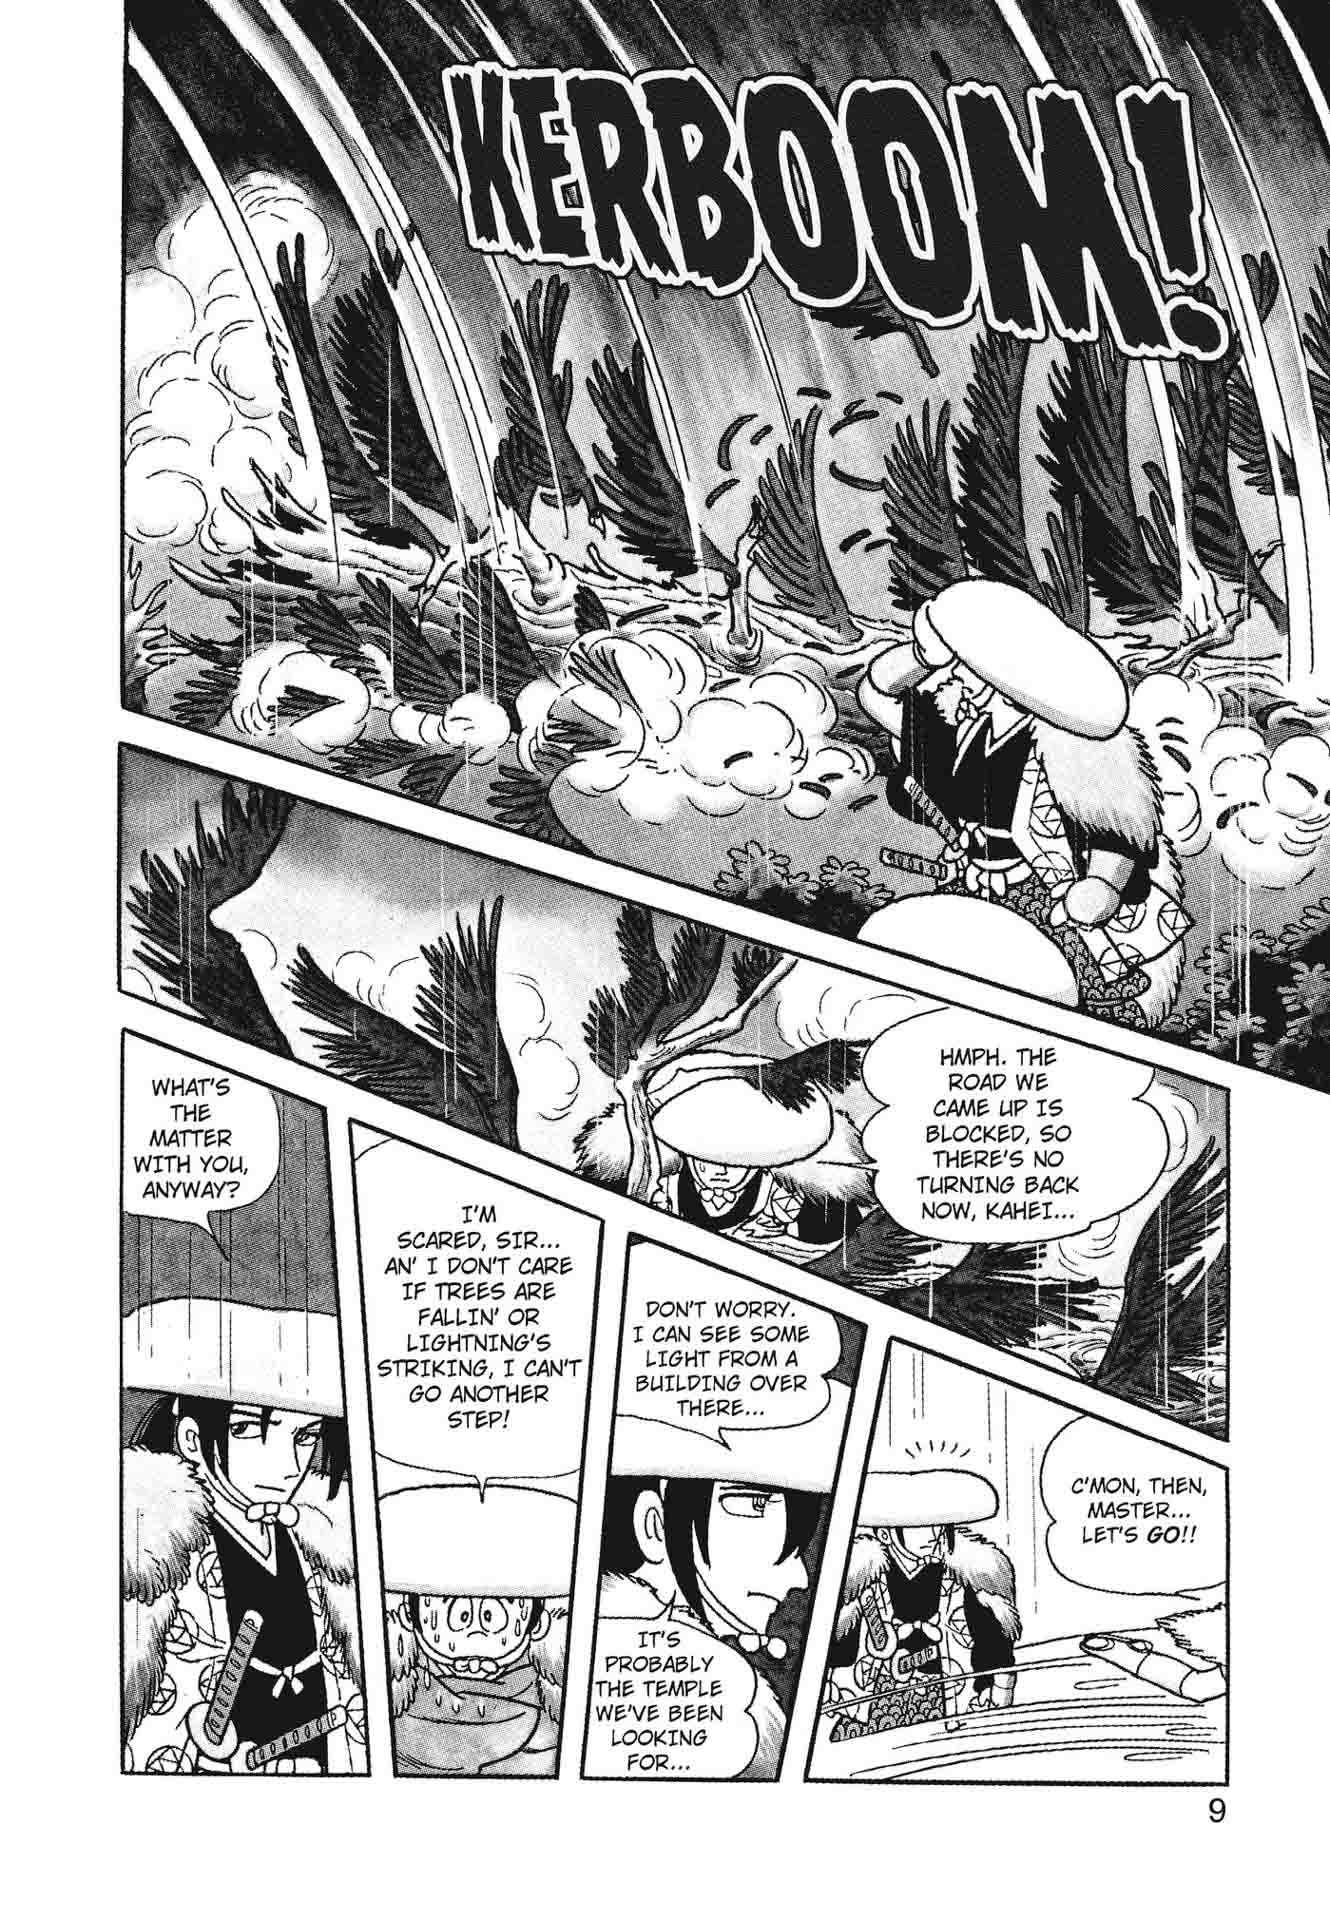 KERBOOM!
HMPH. THE
ROAD WE
CAME UP IS
BLOCKED, SO
THERE'S NO
TURNING BACK
NOW, KAHEI...
WHAT'S
THE
MATTER
WITH YOU,
ANYWAY?
I'M
SCARED, SIR...
AN' I DON'T CARE
IF TREES ARE
FALLIN' OR
LIGHTNING'S
STRIKING, I CAN'T
GO ANOTHER
STEP!
DON'T WORRY.
I CAN SEE SOME
LIGHT FROM A
BUILDING OVER
THERE...
IT'S
PROBABLY
THE TEMPLE
WE'VE BEEN
LOOKING
FOR...
C'MON, THEN,
MASTER...
LET'S GO!!
9